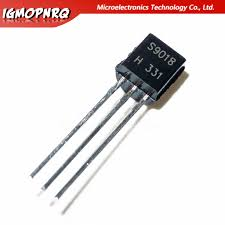 IGMOPNRQ
Microelectronics Technology Co., Ltd.
S9018
H 331